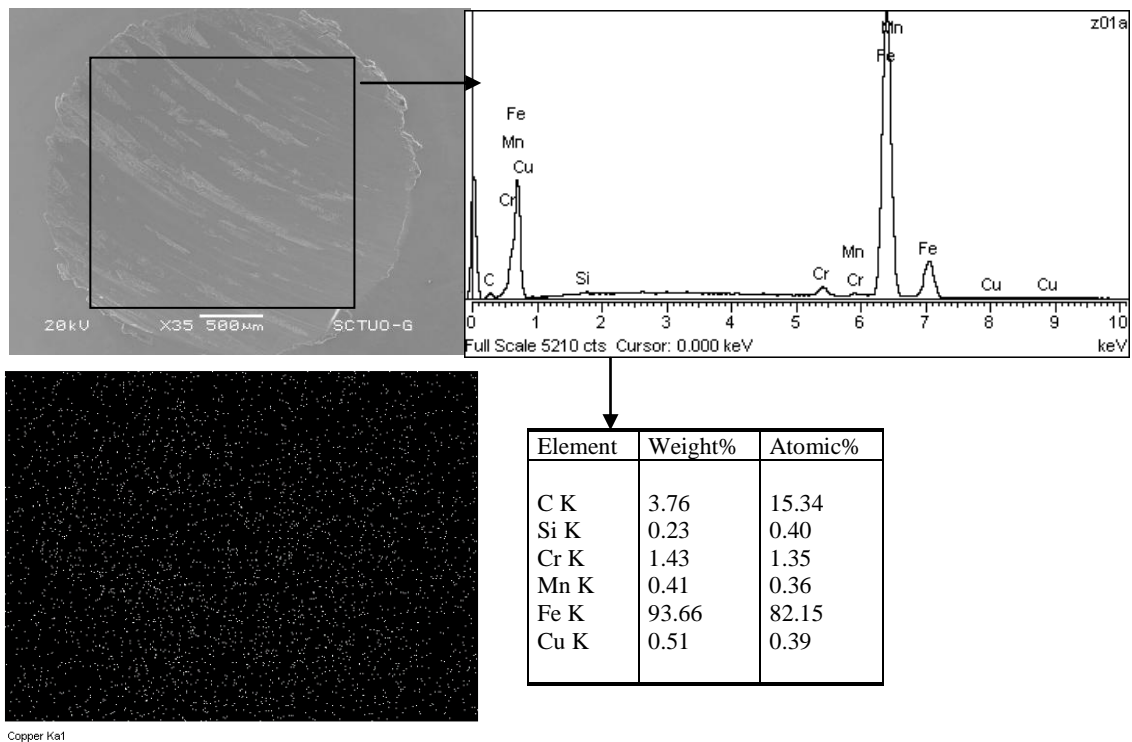 z01a
Mn
Fe
Fe
Mn
Cu
Cr
C
Si
Cr
Mn
Cr
Fe
Cu
Cu
20kV X35 500µm SCTUO-G
0 1 2 3 4 5 6 7 8 9 10
Full Scale 5210 cts Cursor: 0.000 keV keV
Element Weight% Atomic%
C K 3.76 15.34
Si K 0.23 0.40
Cr K 1.43 1.35
Mn K 0.41 0.36
Fe K 93.66 82.15
Cu K 0.51 0.39
Copper Ka1